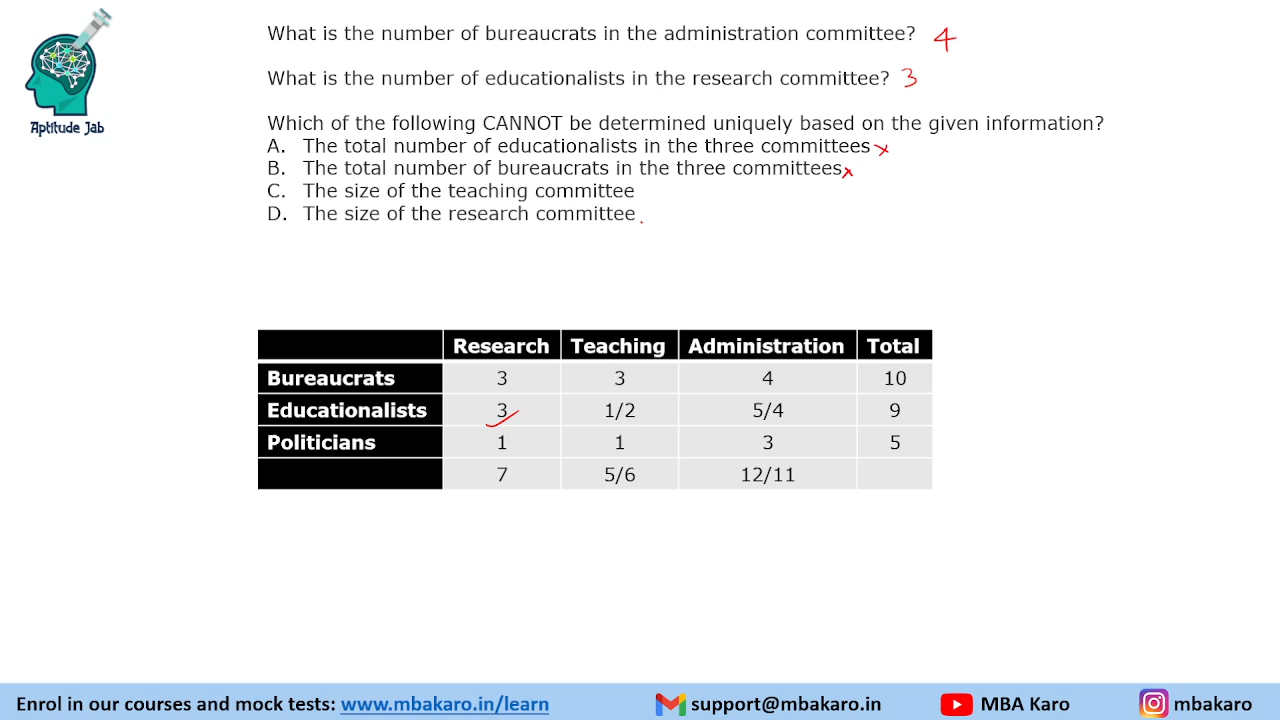 Aptitude Jab
What is the number of bureaucrats in the administration committee? 4
What is the number of educationalists in the research committee? 3
Which of the following CANNOT be determined uniquely based on the given information?
A. The total number of educationalists in the three committees x
B. The total number of bureaucrats in the three committees x
C. The size of the teaching committee
D. The size of the research committee
Research Teaching Administration Total
Bureaucrats 3 3 4 10
Educationalists 3 1/2 5/4 9
Politicians 1 1 3 5
7 5/6 12/11
Enrol in our courses and mock tests: www.mbakaro.in/learn support@mbakaro.in MBA Karo mbakaro